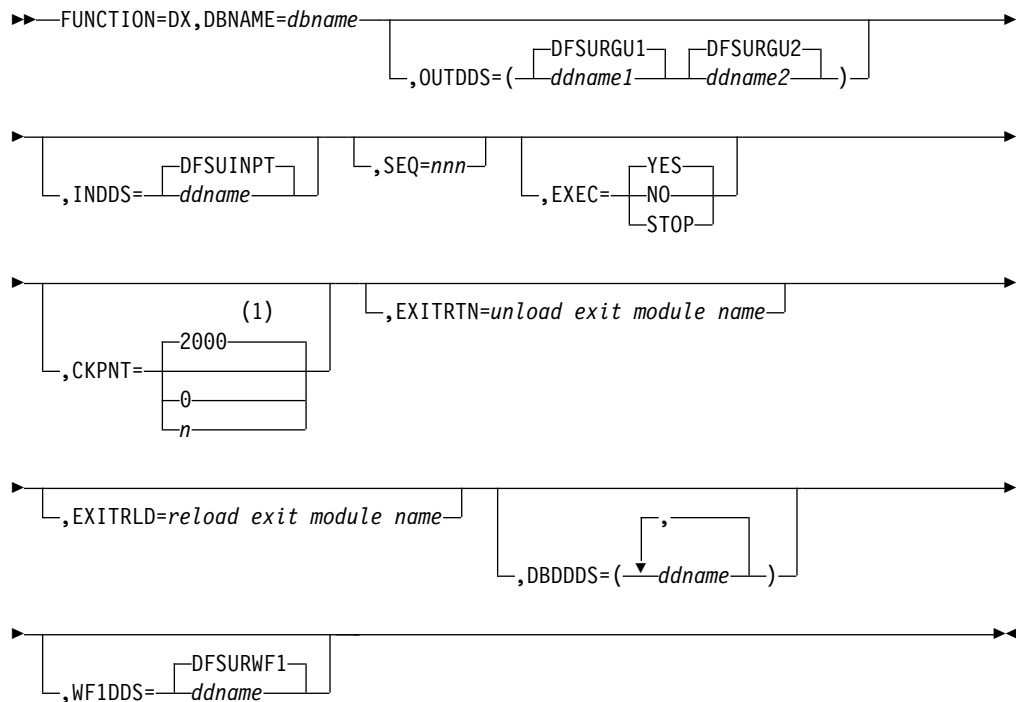 FUNCTION=DX,DBNAME=dbname
DFSURGU1 DFSURGU2
,OUTDDS=( ddname1 ddname2 )
DFSUINPT
,INDDS= ddname
,SEQ=nnn
YES
,EXEC= NO
STOP
(1)
2000
,CKPNT=
0
n
,EXITRTN=unload exit module name
,EXITRLD=reload exit module name
,
,DBDDDS=( ddname )
DFSURWF1
,WF1DDS= ddname